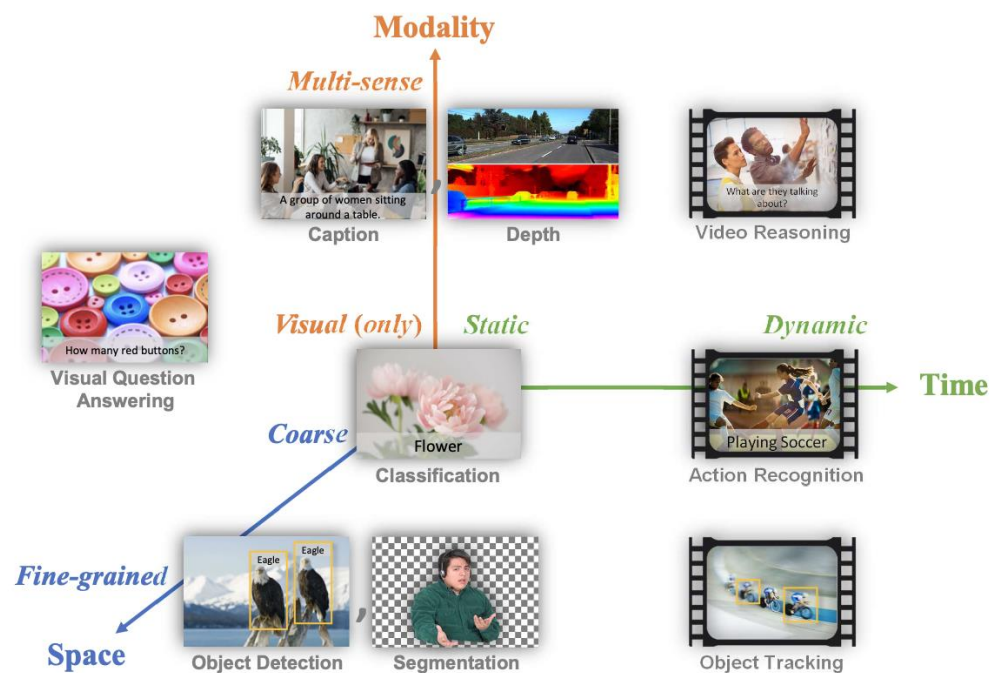 Modality
Multi-sense
A group of women sitting
around a table.
Caption
,
Depth
What are they talking
about?
Video Reasoning
How many red buttons?
Visual Question
Answering
Visual (only)
Static
Dynamic
Time
Coarse
Flower
Classification
Playing Soccer
Action Recognition
Fine-grained
Space
Eagle
Eagle
Object Detection
,
Segmentation
Object Tracking